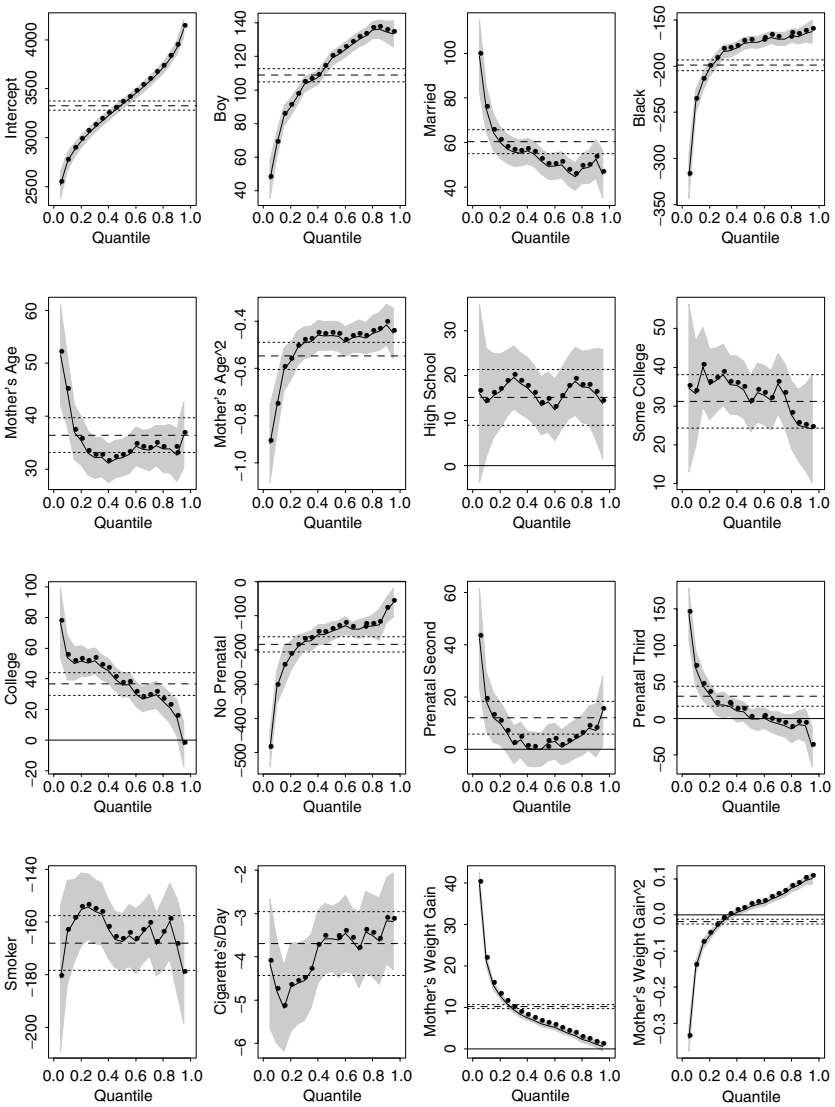 Intercept
4000
3500
3000
2500
0.0 0.2 0.4 0.6 0.8 1.0
Quantile
Boy
140
120
100
80
60
40
0.0 0.2 0.4 0.6 0.8 1.0
Quantile
Married
100
80
60
40
0.0 0.2 0.4 0.6 0.8 1.0
Quantile
Black
−150
−200
−250
−300
−350
0.0 0.2 0.4 0.6 0.8 1.0
Quantile
Mother's Age
60
50
40
30
0.0 0.2 0.4 0.6 0.8 1.0
Quantile
Mother's Age^2
−0.4
−0.6
−0.8
−1.0
0.0 0.2 0.4 0.6 0.8 1.0
Quantile
High School
30
20
10
0
0.0 0.2 0.4 0.6 0.8 1.0
Quantile
Some College
50
40
30
20
10
0.0 0.2 0.4 0.6 0.8 1.0
Quantile
College
100
80
60
40
20
0
−20
0.0 0.2 0.4 0.6 0.8 1.0
Quantile
No Prenatal
0
−100
−200
−300
−400
−500
0.0 0.2 0.4 0.6 0.8 1.0
Quantile
Prenatal Second
60
40
20
0
0.0 0.2 0.4 0.6 0.8 1.0
Quantile
Prenatal Third
150
100
50
0
−50
0.0 0.2 0.4 0.6 0.8 1.0
Quantile
Smoker
−140
−160
−180
−200
0.0 0.2 0.4 0.6 0.8 1.0
Quantile
Cigarette's/Day
−2
−3
−4
−5
−6
0.0 0.2 0.4 0.6 0.8 1.0
Quantile
Mother's Weight Gain
40
30
20
10
0
0.0 0.2 0.4 0.6 0.8 1.0
Quantile
Mother's Weight Gain^2
0.1
0.0
−0.1
−0.2
−0.3
0.0 0.2 0.4 0.6 0.8 1.0
Quantile